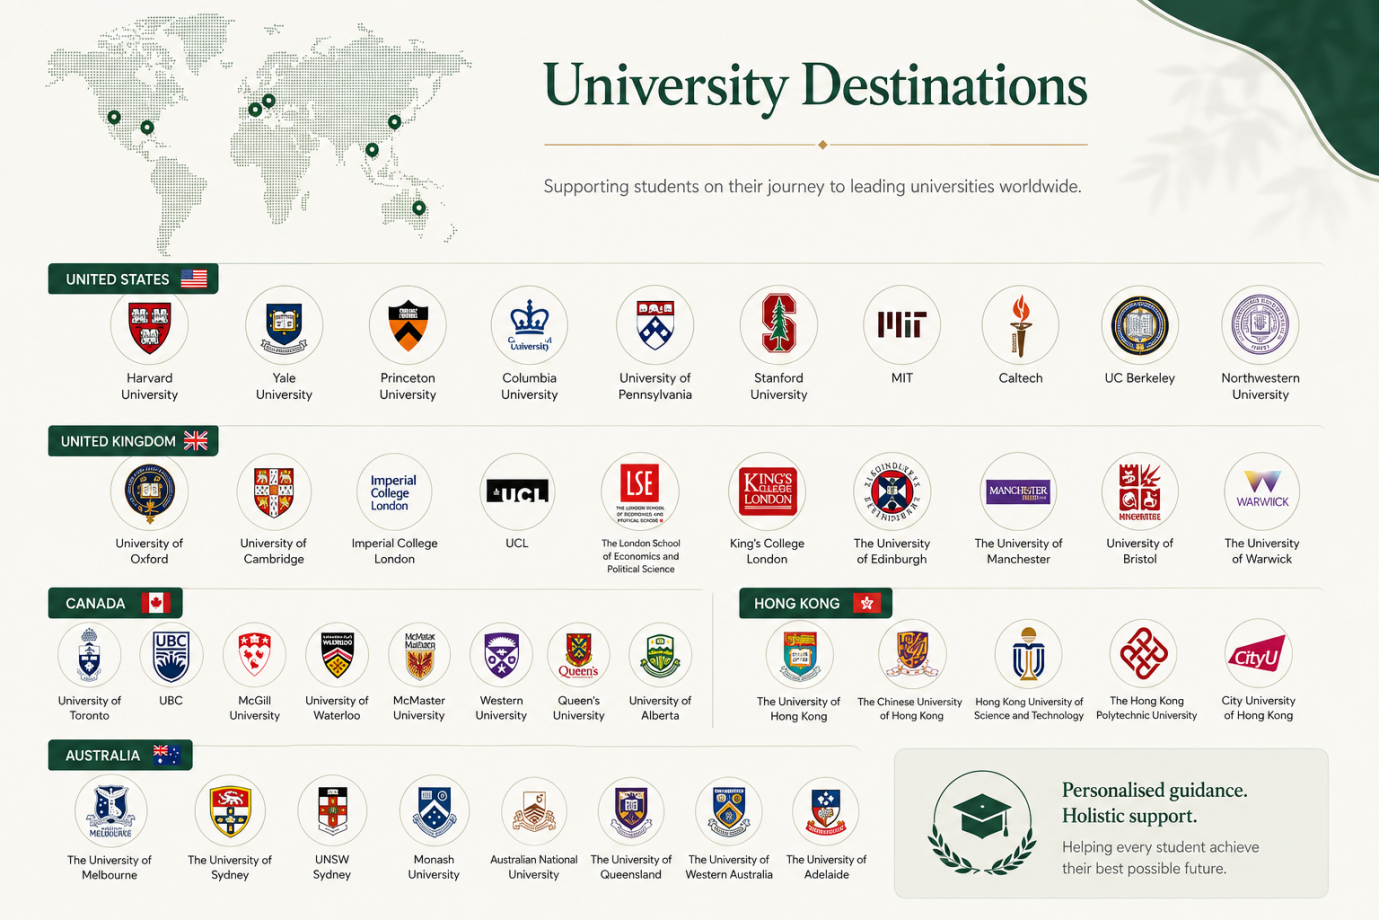 University Destinations
Supporting students on their journey to leading universities worldwide.
UNITED STATES
University
MIT
Harvard
University
Yale
University
Princeton
University
Columbia
University
University of
Pennsylvania
Stanford
University
MIT
Caltech
UC Berkeley
Northwestern
University
UNITED KINGDOM
Imperial
College
London
UCL
LSE
THE LONDON SCHOOL
KING'S
COLLEGE
LONDON
WARWICK
University of
Oxford
University of
Cambridge
Imperial College
London
UCL
The London School
of Economics and
Political Science
King's College
London
The University
of Edinburgh
The University of
Manchester
University of
Bristol
The University
of Warwick
CANADA
UBC
Queen's
University of
Toronto
UBC
McGill
University
University of
Waterloo
McMaster
University
Western
University
Queen's
University
University of
Alberta
HONG KONG
CityU
The University of
Hong Kong
The Chinese University
of Hong Kong
Hong Kong University of
Science and Technology
The Hong Kong
Polytechnic University
City University
of Hong Kong
AUSTRALIA
MELBOURNE
The University of
Melbourne
The University of
Sydney
UNSW
Sydney
Monash
University
Australian National
University
The University of
Queensland
The University of
Western Australia
The University of
Adelaide
Personalised guidance.
Holistic support.
Helping every student achieve
their best possible future.